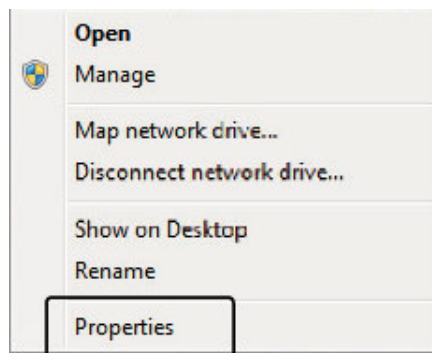 Open
Manage
Map network drive...
Disconnect network drive...
Show on Desktop
Rename
Properties